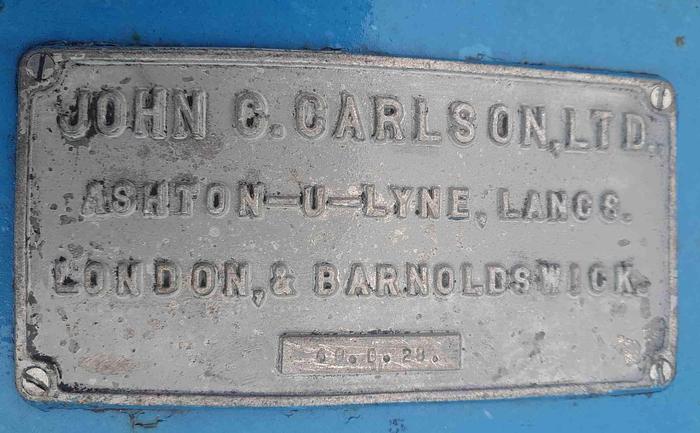 JOHN C. CARLSON, LTD.
ASHTON-U-LYNE, LANCS.
LONDON, & BARNOLDSWICK.